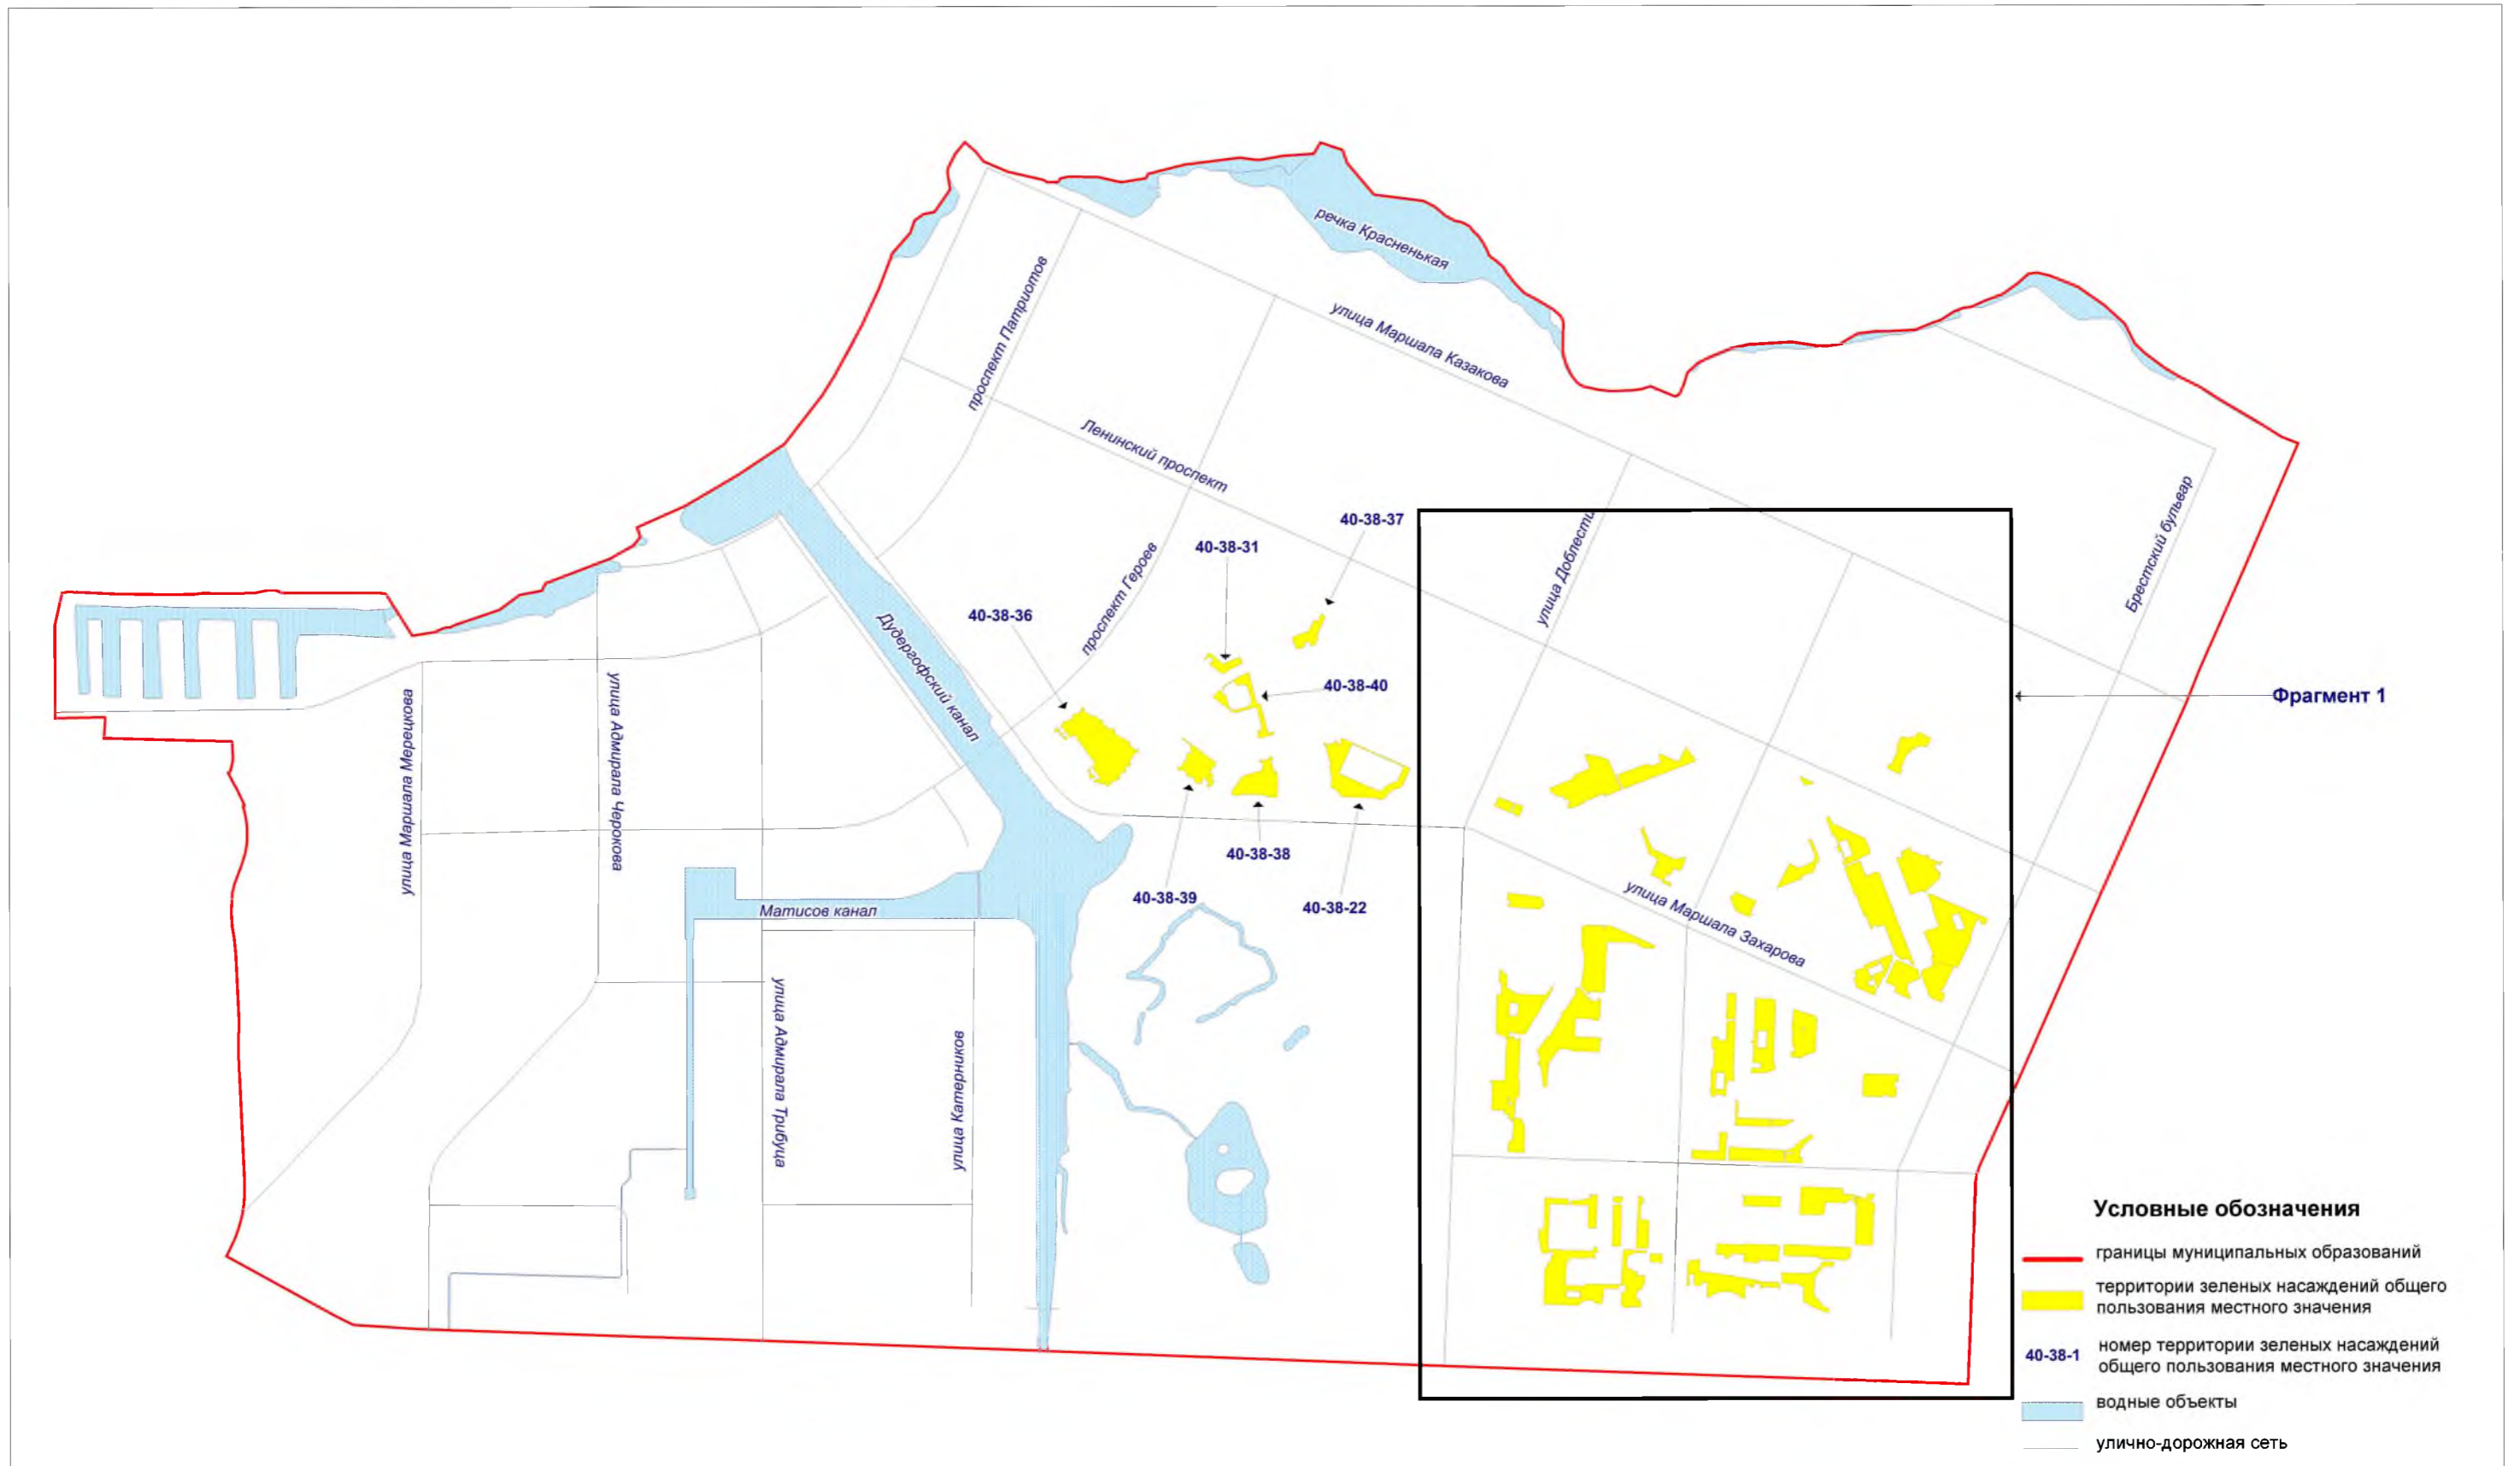 речка Красненькая
улица Маршала Казакова
проспект Патриотов
Ленинский проспект
Брестский бульвар
улица Доблести
40-38-37
40-38-31
проспект Героев
40-38-36
Дудергофский канал
40-38-40
Фрагмент 1
улица Маршала Мерецкова
улица Адмирала Черокова
40-38-38
40-38-39
40-38-22
Матисов канал
улица Маршала Захарова
улица Адмирала Трибуца
улица Катерников
Условные обозначения
границы муниципальных образований
территории зеленых насаждений общего
пользования местного значения
40-38-1
номер территории зеленых насаждений
общего пользования местного значения
водные объекты
улично-дорожная сеть